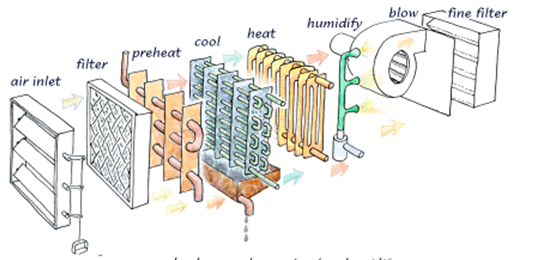 air inlet
filter
preheat
cool
heat
humidify
blow
fine filter